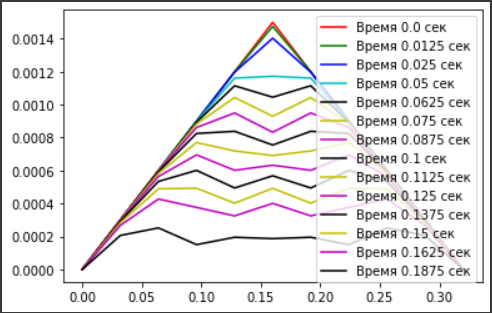 0.0014
0.0012
0.0010
0.0008
0.0006
0.0004
0.0002
0.0000
0.00 0.05 0.10 0.15 0.20 0.25 0.30
Время 0.0 сек
Время 0.0125 сек
Время 0.025 сек
Время 0.05 сек
Время 0.0625 сек
Время 0.075 сек
Время 0.0875 сек
Время 0.1 сек
Время 0.1125 сек
Время 0.125 сек
Время 0.1375 сек
Время 0.15 сек
Время 0.1625 сек
Время 0.1875 сек